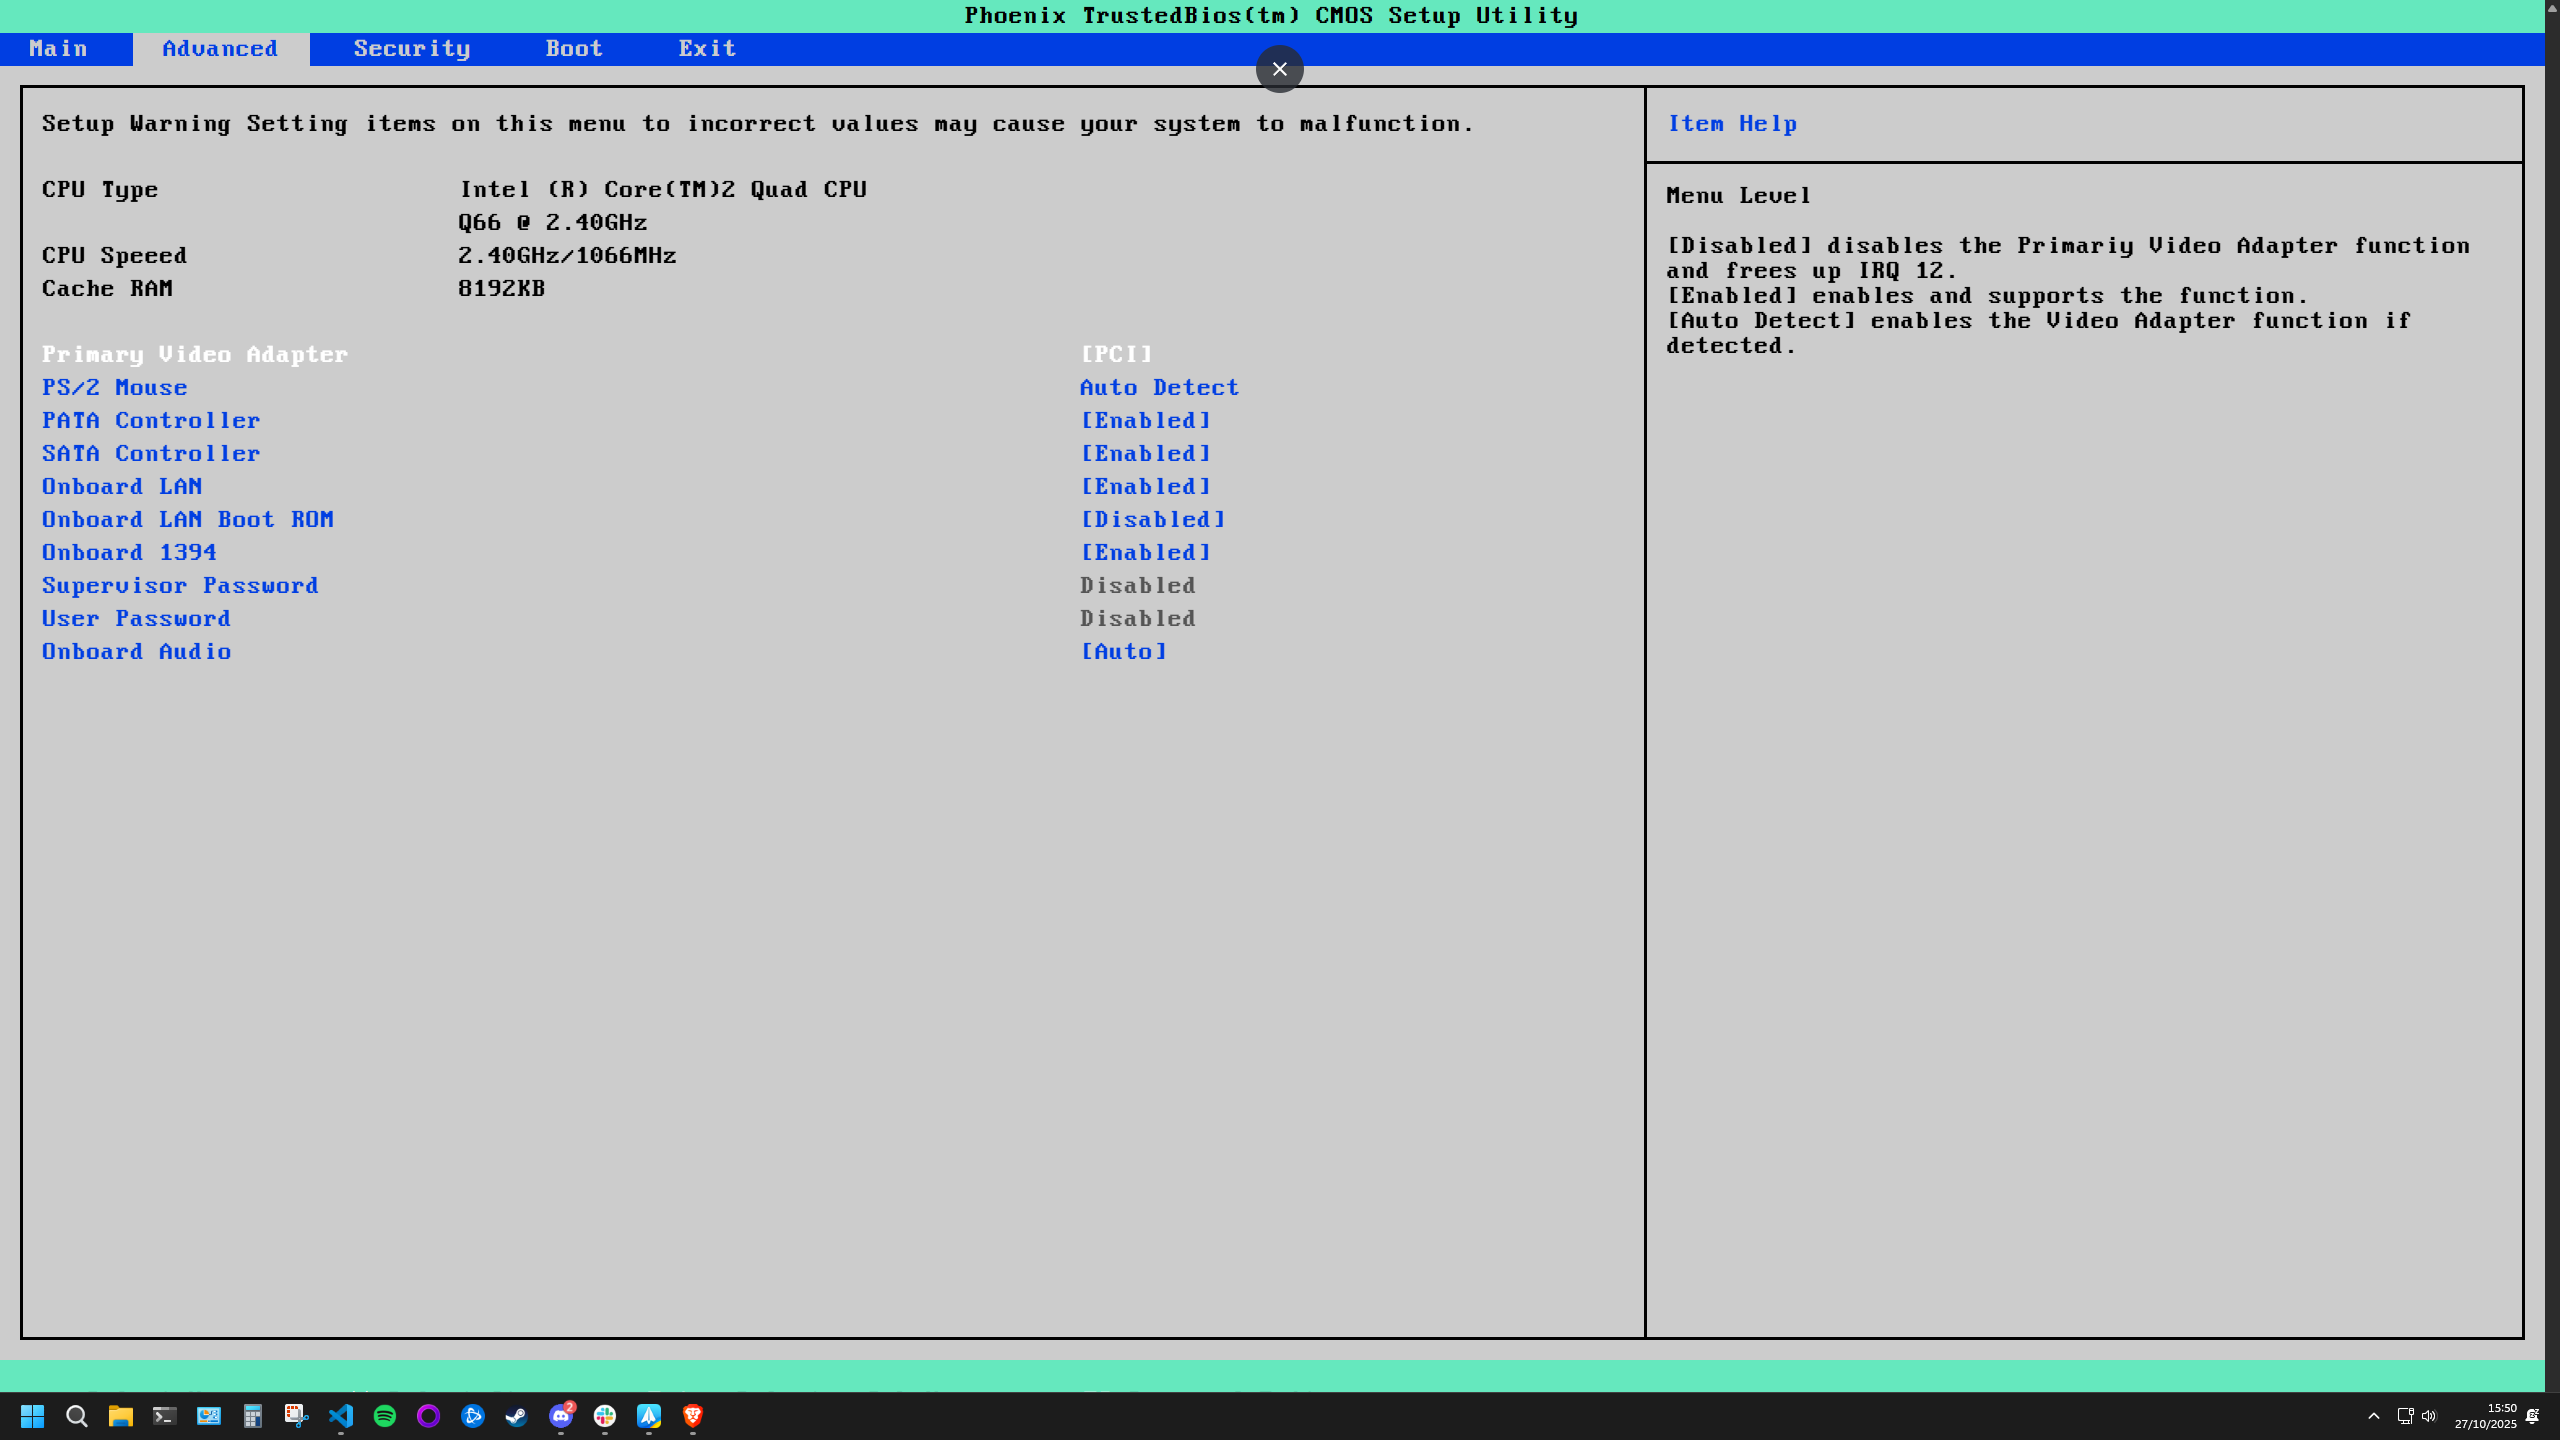 Phoenix TrustedBios(tm) CMOS Setup Utility
Main Advanced Security Boot Exit
Setup Warning Setting items on this menu to incorrect values may cause your system to malfunction.
CPU Type Intel (R) Core(TM)2 Quad CPU
Q66 @ 2.40GHz
CPU Speeed 2.40GHz/1066MHz
Cache RAM 8192KB
Primary Video Adapter [PCI]
PS/2 Mouse Auto Detect
PATA Controller [Enabled]
SATA Controller [Enabled]
Onboard LAN [Enabled]
Onboard LAN Boot ROM [Disabled]
Onboard 1394 [Enabled]
Supervisor Password Disabled
User Password Disabled
Onboard Audio [Auto]
Item Help
Menu Level
[Disabled] disables the Primariy Video Adapter function
and frees up IRQ 12.
[Enabled] enables and supports the function.
[Auto Detect] enables the Video Adapter function if
detected.
2
15:50
27/10/2025